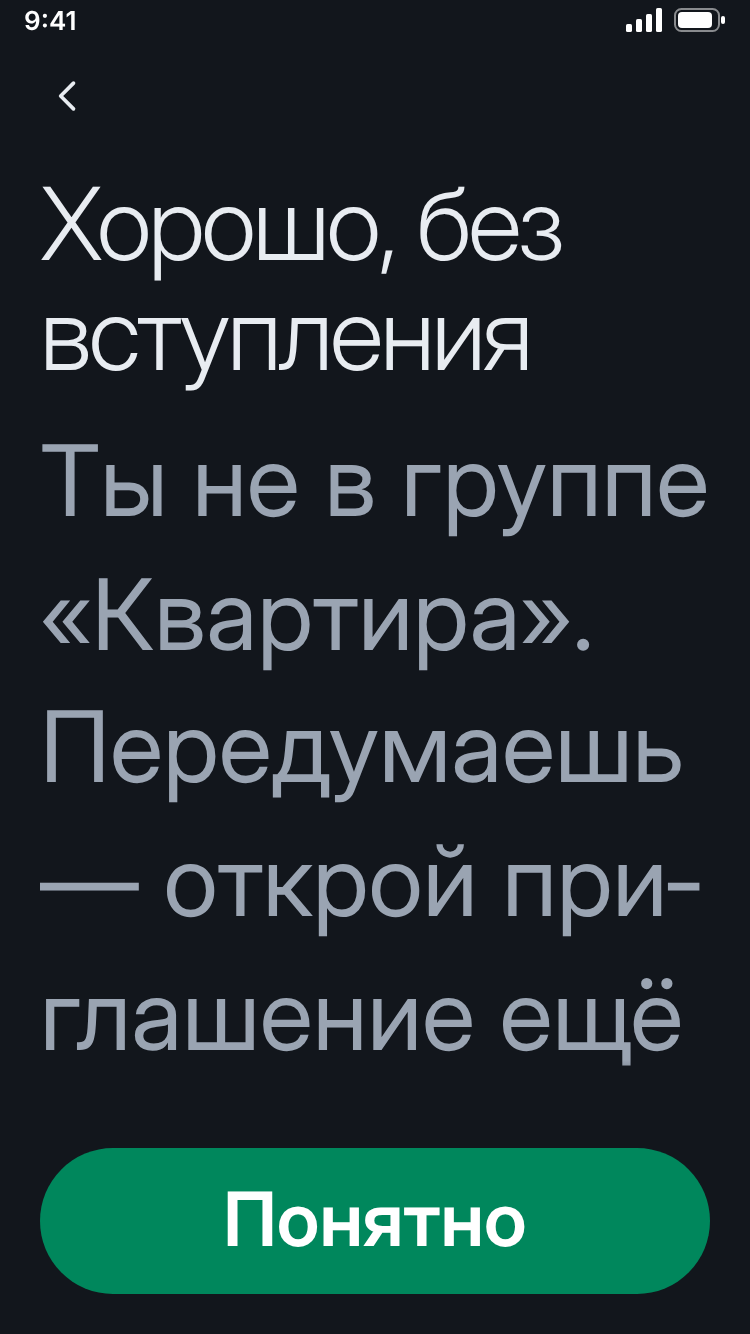 9:41
Хорошо, без
вступления
Ты не в группе
«Квартира».
Передумаешь
— открой при-
глашение ещё
Понятно